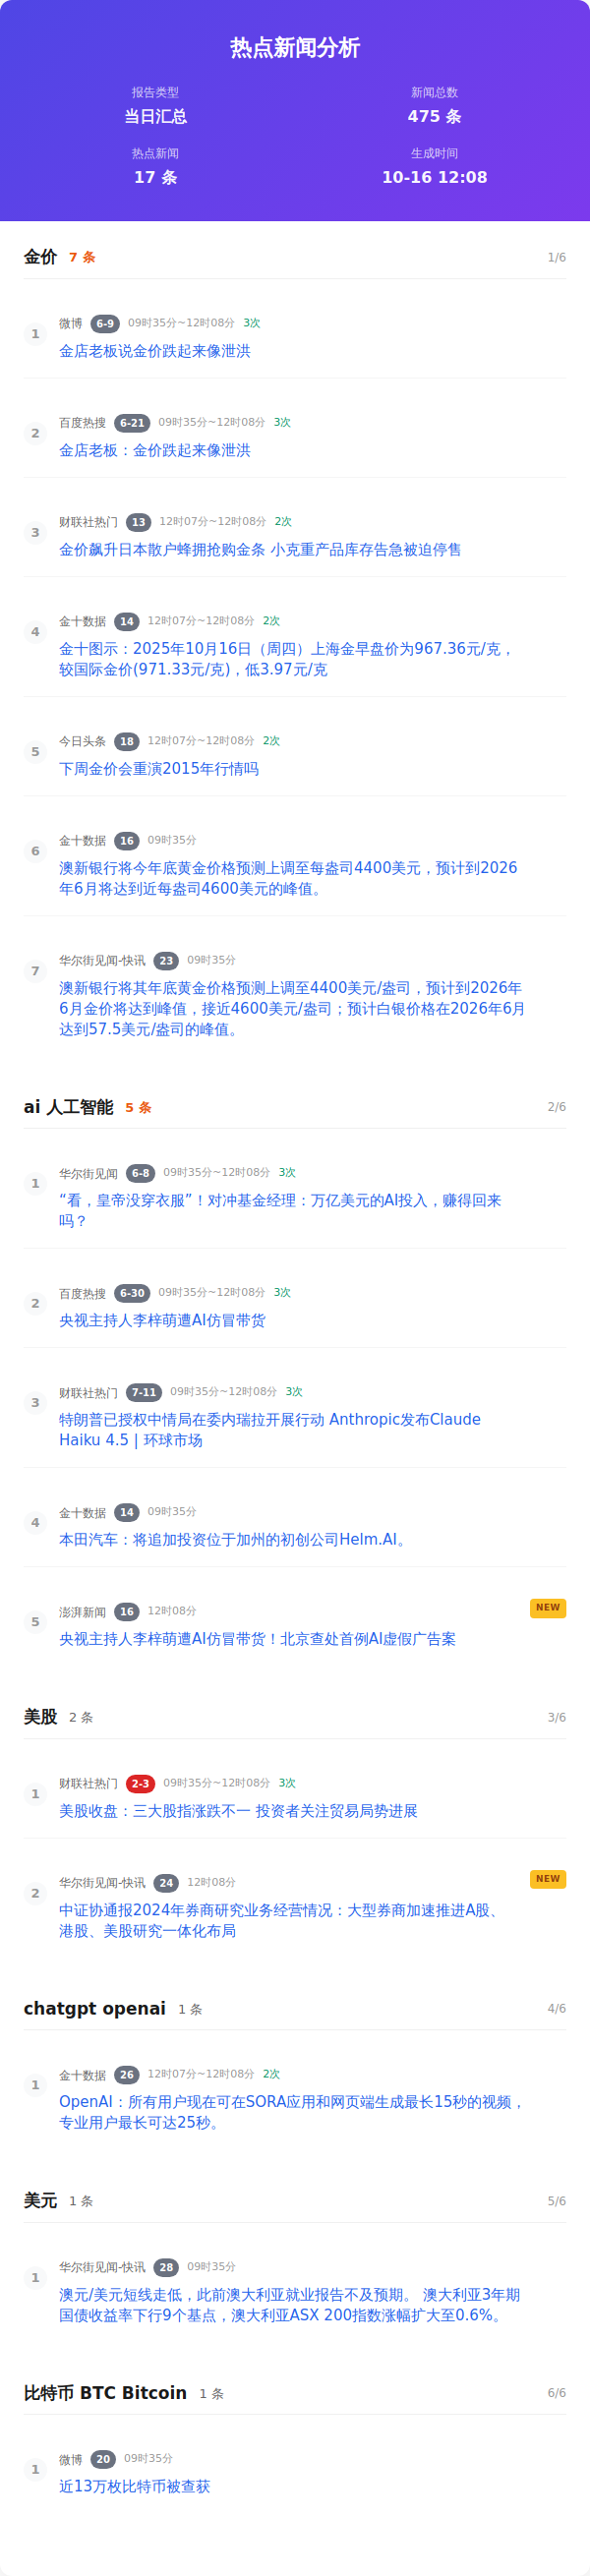 热点新闻分析
报告类型
新闻总数
当日汇总
475 条
热点新闻
生成时间
17 条
10-16 12:08
金价 7 条 1/6
1 微博 6-9 09时35分~12时08分 3次
金店老板说金价跌起来像泄洪
2 百度热搜 6-21 09时35分~12时08分 3次
金店老板：金价跌起来像泄洪
3 财联社热门 13 12时07分~12时08分 2次
金价飙升日本散户蜂拥抢购金条 小克重产品库存告急被迫停售
4 金十数据 14 12时07分~12时08分 2次
金十图示：2025年10月16日（周四）上海金早盘价为967.36元/克，
较国际金价(971.33元/克)，低3.97元/克
5 今日头条 18 12时07分~12时08分 2次
下周金价会重演2015年行情吗
6 金十数据 16 09时35分
澳新银行将今年底黄金价格预测上调至每盎司4400美元，预计到2026
年6月将达到近每盎司4600美元的峰值。
7 华尔街见闻-快讯 23 09时35分
澳新银行将其年底黄金价格预测上调至4400美元/盎司，预计到2026年
6月金价将达到峰值，接近4600美元/盎司；预计白银价格在2026年6月
达到57.5美元/盎司的峰值。
ai 人工智能 5 条 2/6
1 华尔街见闻 6-8 09时35分~12时08分 3次
“看，皇帝没穿衣服”！对冲基金经理：万亿美元的AI投入，赚得回来
吗？
2 百度热搜 6-30 09时35分~12时08分 3次
央视主持人李梓萌遭AI仿冒带货
3 财联社热门 7-11 09时35分~12时08分 3次
特朗普已授权中情局在委内瑞拉开展行动 Anthropic发布Claude
Haiku 4.5 | 环球市场
4 金十数据 14 09时35分
本田汽车：将追加投资位于加州的初创公司Helm.AI。
5 澎湃新闻 16 12时08分 NEW
央视主持人李梓萌遭AI仿冒带货！北京查处首例AI虚假广告案
美股 2 条 3/6
1 财联社热门 2-3 09时35分~12时08分 3次
美股收盘：三大股指涨跌不一 投资者关注贸易局势进展
2 华尔街见闻-快讯 24 12时08分 NEW
中证协通报2024年券商研究业务经营情况：大型券商加速推进A股、
港股、美股研究一体化布局
chatgpt openai 1 条 4/6
1 金十数据 26 12时07分~12时08分 2次
OpenAI：所有用户现在可在SORA应用和网页端生成最长15秒的视频，
专业用户最长可达25秒。
美元 1 条 5/6
1 华尔街见闻-快讯 28 09时35分
澳元/美元短线走低，此前澳大利亚就业报告不及预期。 澳大利亚3年期
国债收益率下行9个基点，澳大利亚ASX 200指数涨幅扩大至0.6%。
比特币 BTC Bitcoin 1 条 6/6
1 微博 20 09时35分
近13万枚比特币被查获